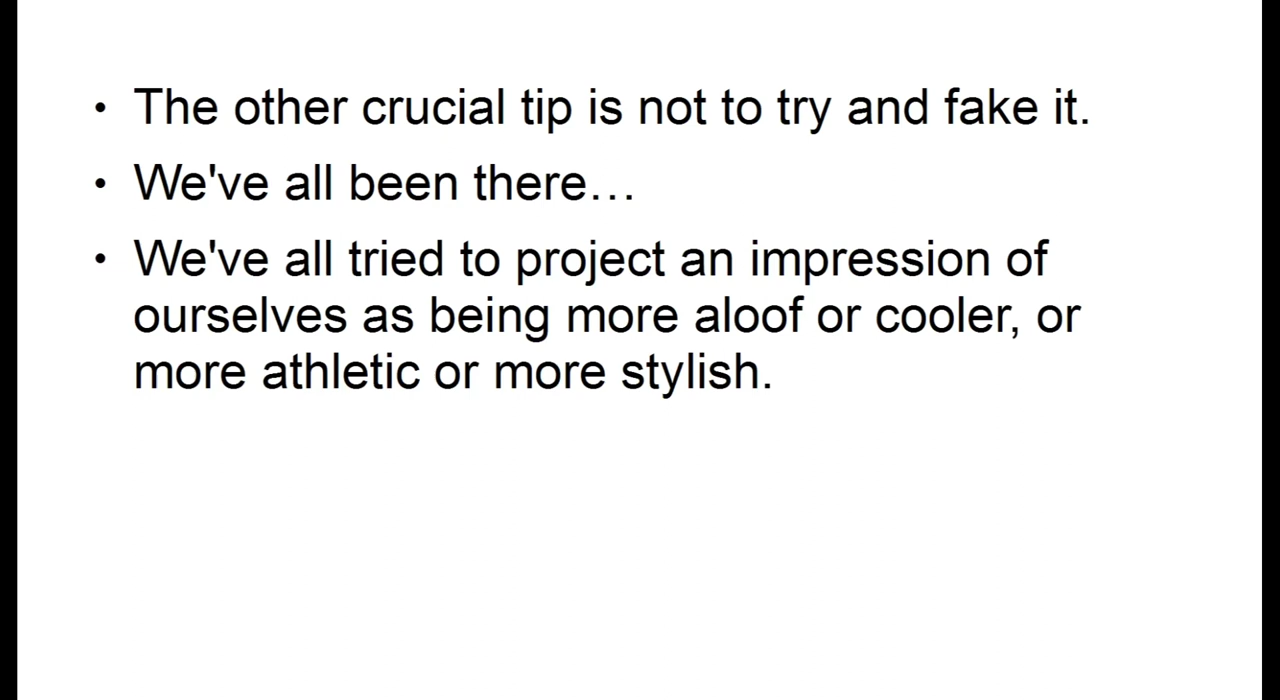 • The other crucial tip is not to try and fake it.
• We've all been there…
• We've all tried to project an impression of
ourselves as being more aloof or cooler, or
more athletic or more stylish.